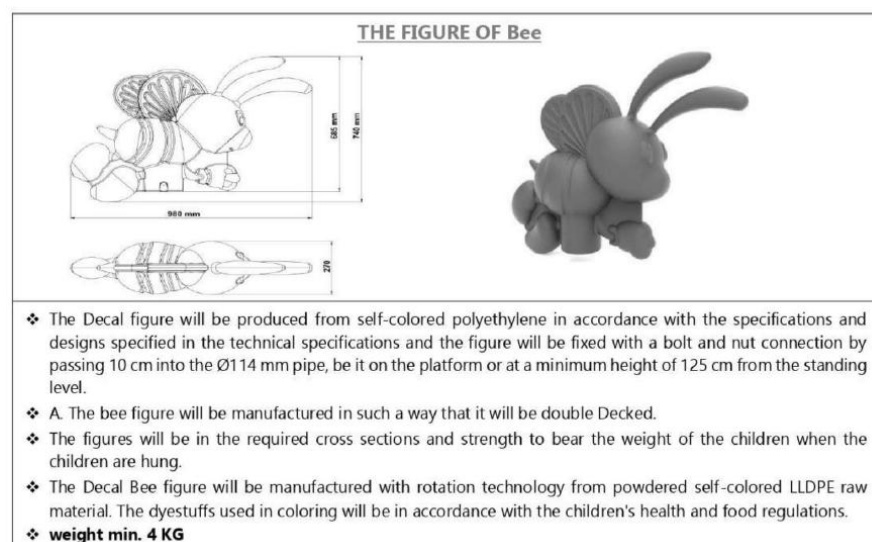 THE FIGURE OF Bee
685 mm
740 mm
980 mm
270
❖ The Decal figure will be produced from self-colored polyethylene in accordance with the specifications and
designs specified in the technical specifications and the figure will be fixed with a bolt and nut connection by
passing 10 cm into the Ø114 mm pipe, be it on the platform or at a minimum height of 125 cm from the standing
level.
❖ A. The bee figure will be manufactured in such a way that it will be double Decked.
❖ The figures will be in the required cross sections and strength to bear the weight of the children when the
children are hung.
❖ The Decal Bee figure will be manufactured with rotation technology from powdered self-colored LLDPE raw
material. The dyestuffs used in coloring will be in accordance with the children's health and food regulations.
❖ weight min. 4 KG